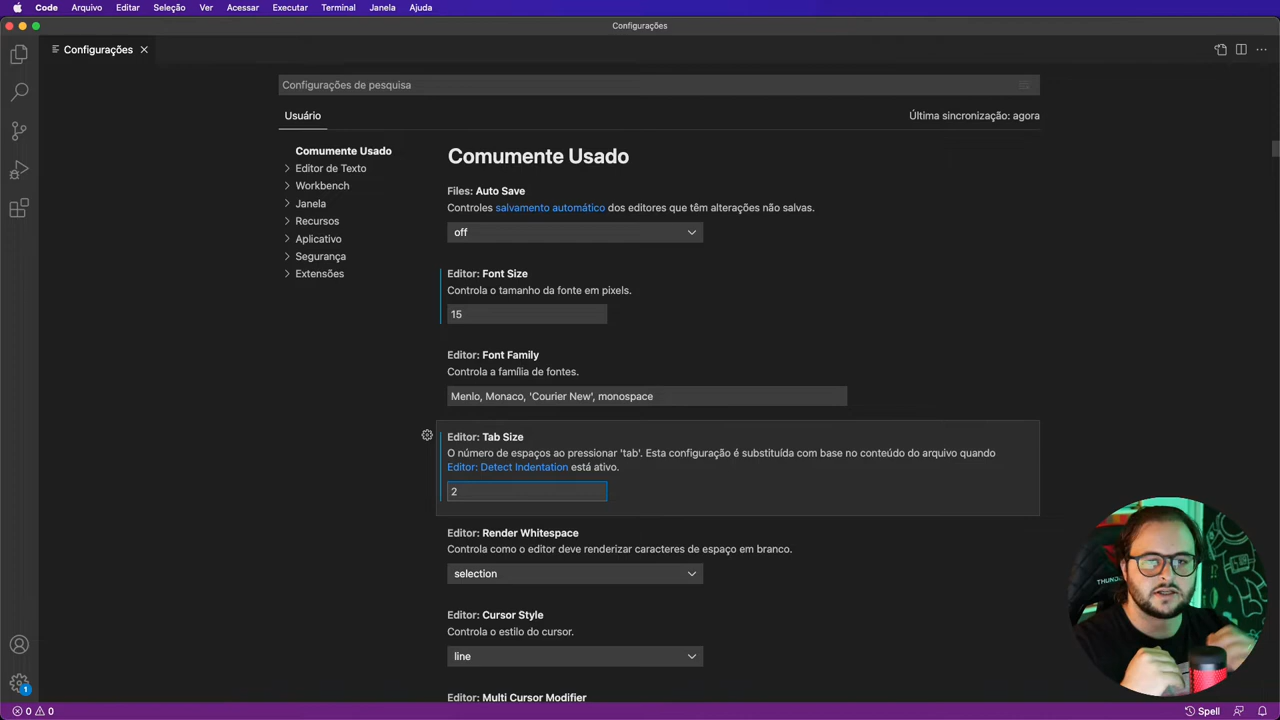 Code Arquivo Editar Seleção Ver Acessar Executar Terminal Janela Ajuda
Configurações
Configurações
Configurações de pesquisa
Usuário
Última sincronização: agora
Comumente Usado
Editor de Texto
Workbench
Janela
Recursos
Aplicativo
Segurança
Extensões
Comumente Usado
Files: Auto Save
Controles salvamento automático dos editores que têm alterações não salvas.
off
Editor: Font Size
Controla o tamanho da fonte em pixels.
15
Editor: Font Family
Controla a família de fontes.
Menlo, Monaco, 'Courier New', monospace
Editor: Tab Size
O número de espaços ao pressionar 'tab'. Esta configuração é substituída com base no conteúdo do arquivo quando
Editor: Detect Indentation está ativo.
2
Editor: Render Whitespace
Controla como o editor deve renderizar caracteres de espaço em branco.
selection
Editor: Cursor Style
Controla o estilo do cursor.
line
Editor: Multi Cursor Modifier
THUND
1
0 0
Spell